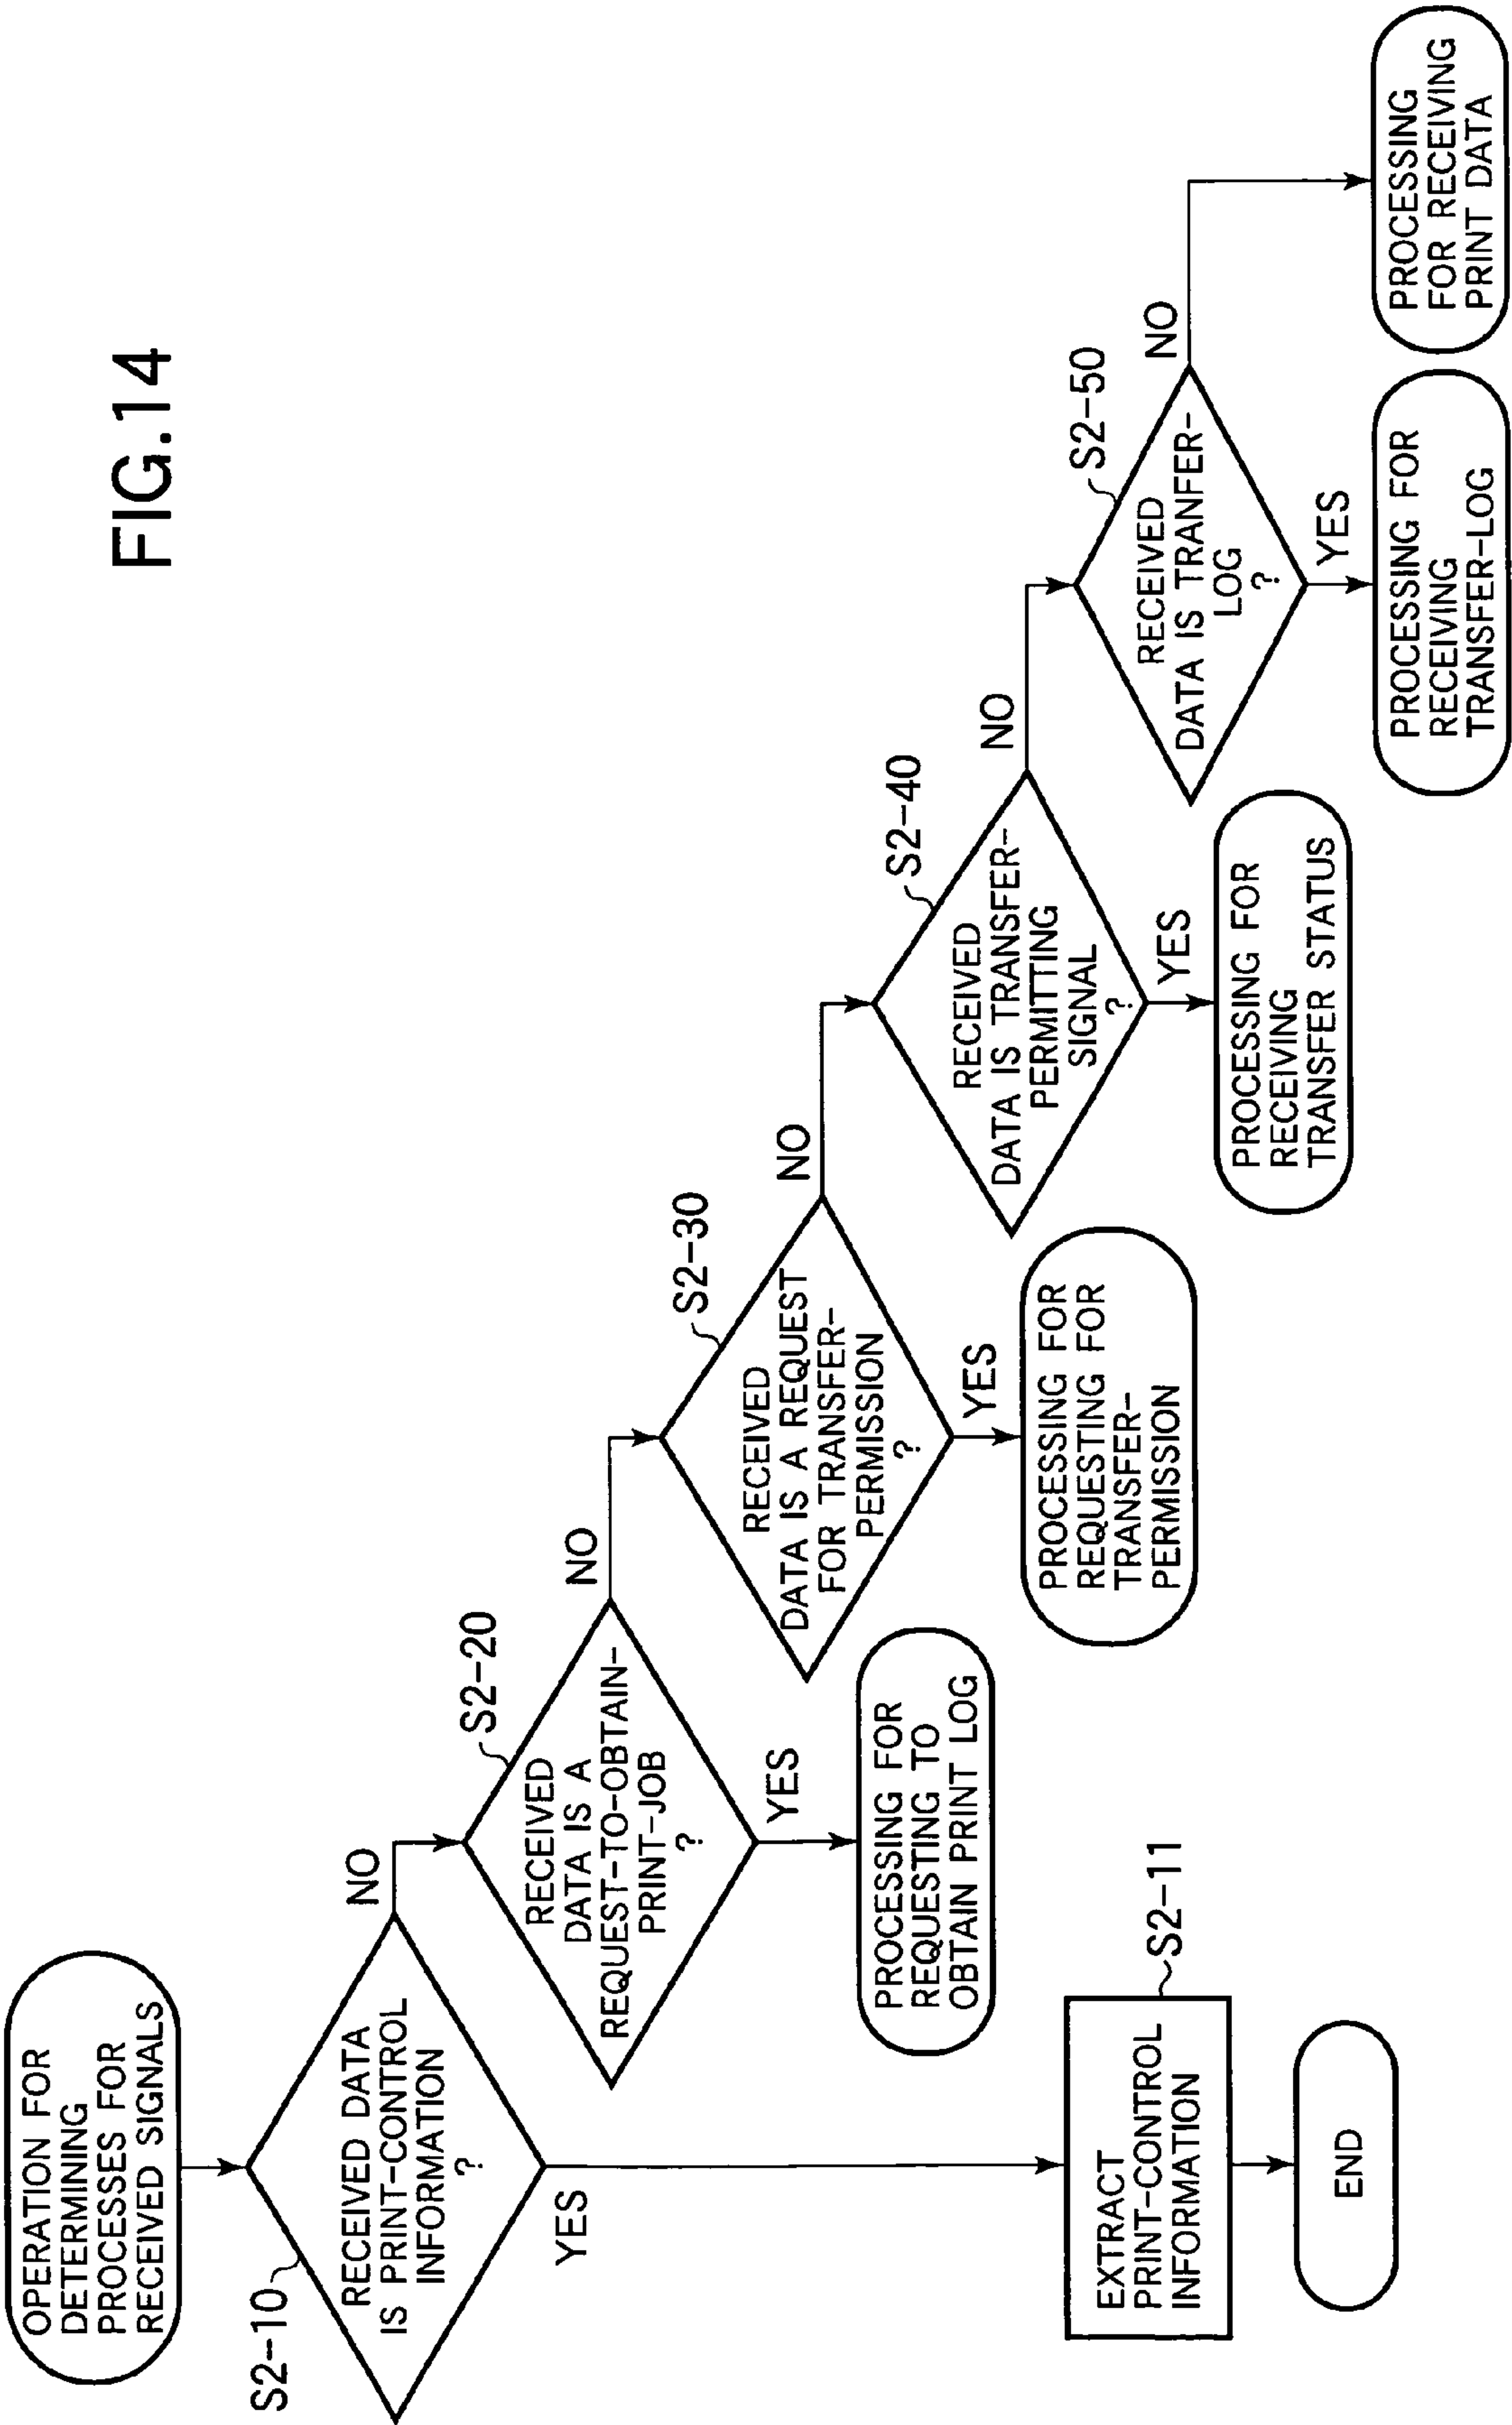 FIG.14
OPERATION FOR
DETERMINING
PROCESSES FOR
RECEIVED SIGNALS
S2-10
RECEIVED DATA
IS PRINT-CONTROL
INFORMATION
?
NO
YES
S2-20
RECEIVED
DATA IS A
REQUEST-TO-OBTAIN-
PRINT-JOB
?
NO
YES
S2-30
RECEIVED
DATA IS A REQUEST
FOR TRANSFER-
PERMISSION
?
NO
YES
S2-40
RECEIVED
DATA IS TRANSFER-
PERMITTING
SIGNAL
?
NO
YES
S2-50
RECEIVED
DATA IS TRANSFER-
LOG
?
NO
YES
EXTRACT
PRINT-CONTROL
INFORMATION
S2-11
END
PROCESSING FOR
REQUESTING TO
OBTAIN PRINT LOG
PROCESSING FOR
REQUESTING FOR
TRANSFER-
PERMISSION
PROCESSING FOR
RECEIVING
TRANSFER STATUS
PROCESSING FOR
RECEIVING
TRANSFER-LOG
PROCESSING
FOR RECEIVING
PRINT DATA